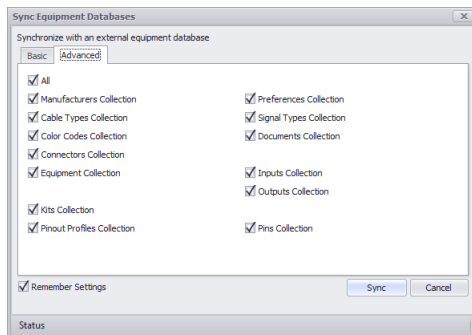 Sync Equipment Databases
Synchronize with an external equipment database
Basic Advanced
All
Manufacturers Collection Preferences Collection
Cable Types Collection Signal Types Collection
Color Codes Collection Documents Collection
Connectors Collection
Equipment Collection Inputs Collection
Outputs Collection
Kits Collection
Pinout Profiles Collection Pins Collection
Remember Settings Sync Cancel
Status